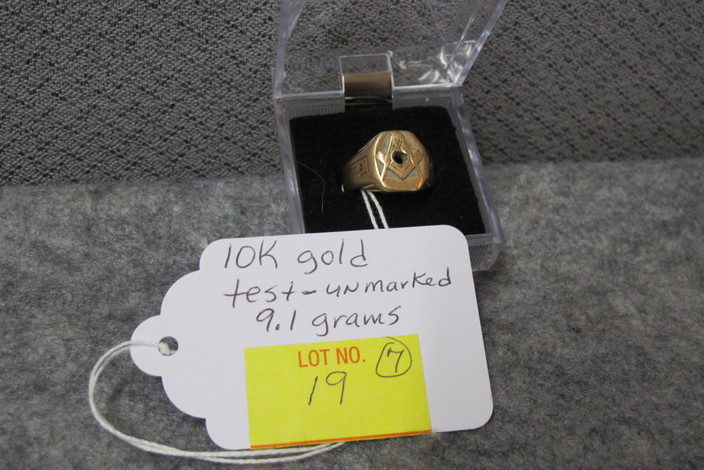 10K gold
test-unmarked
9.1 grams
LOT NO. 7
19